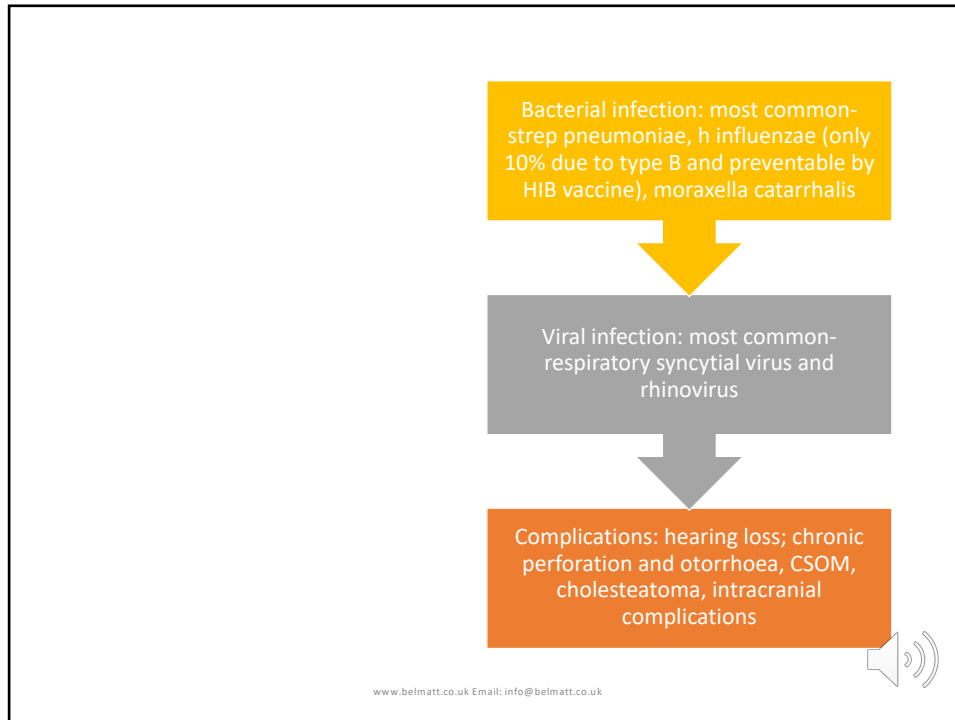 Bacterial infection: most common-
strep pneumoniae, h influenzae (only
10% due to type B and preventable by
HIB vaccine), moraxella catarrhalis
Viral infection: most common-
respiratory syncytial virus and
rhinovirus
Complications: hearing loss; chronic
perforation and otorrhoea, CSOM,
cholesteatoma, intracranial
complications
www.belmatt.co.uk Email: info@belmatt.co.uk